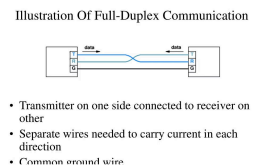 Illustration Of Full-Duplex Communication
data data
T R
R T
G G
• Transmitter on one side connected to receiver on
other
• Separate wires needed to carry current in each
direction
• Common ground wire